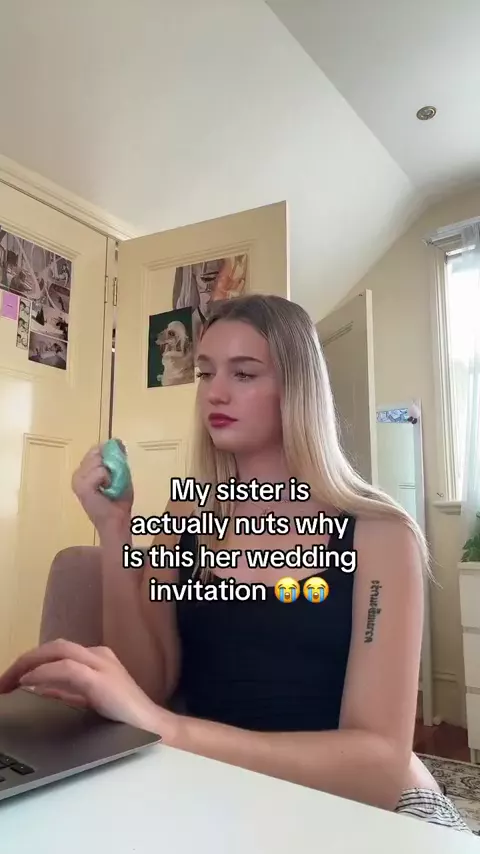 My sister is
actually nuts why
is this her wedding
invitation 😭😭